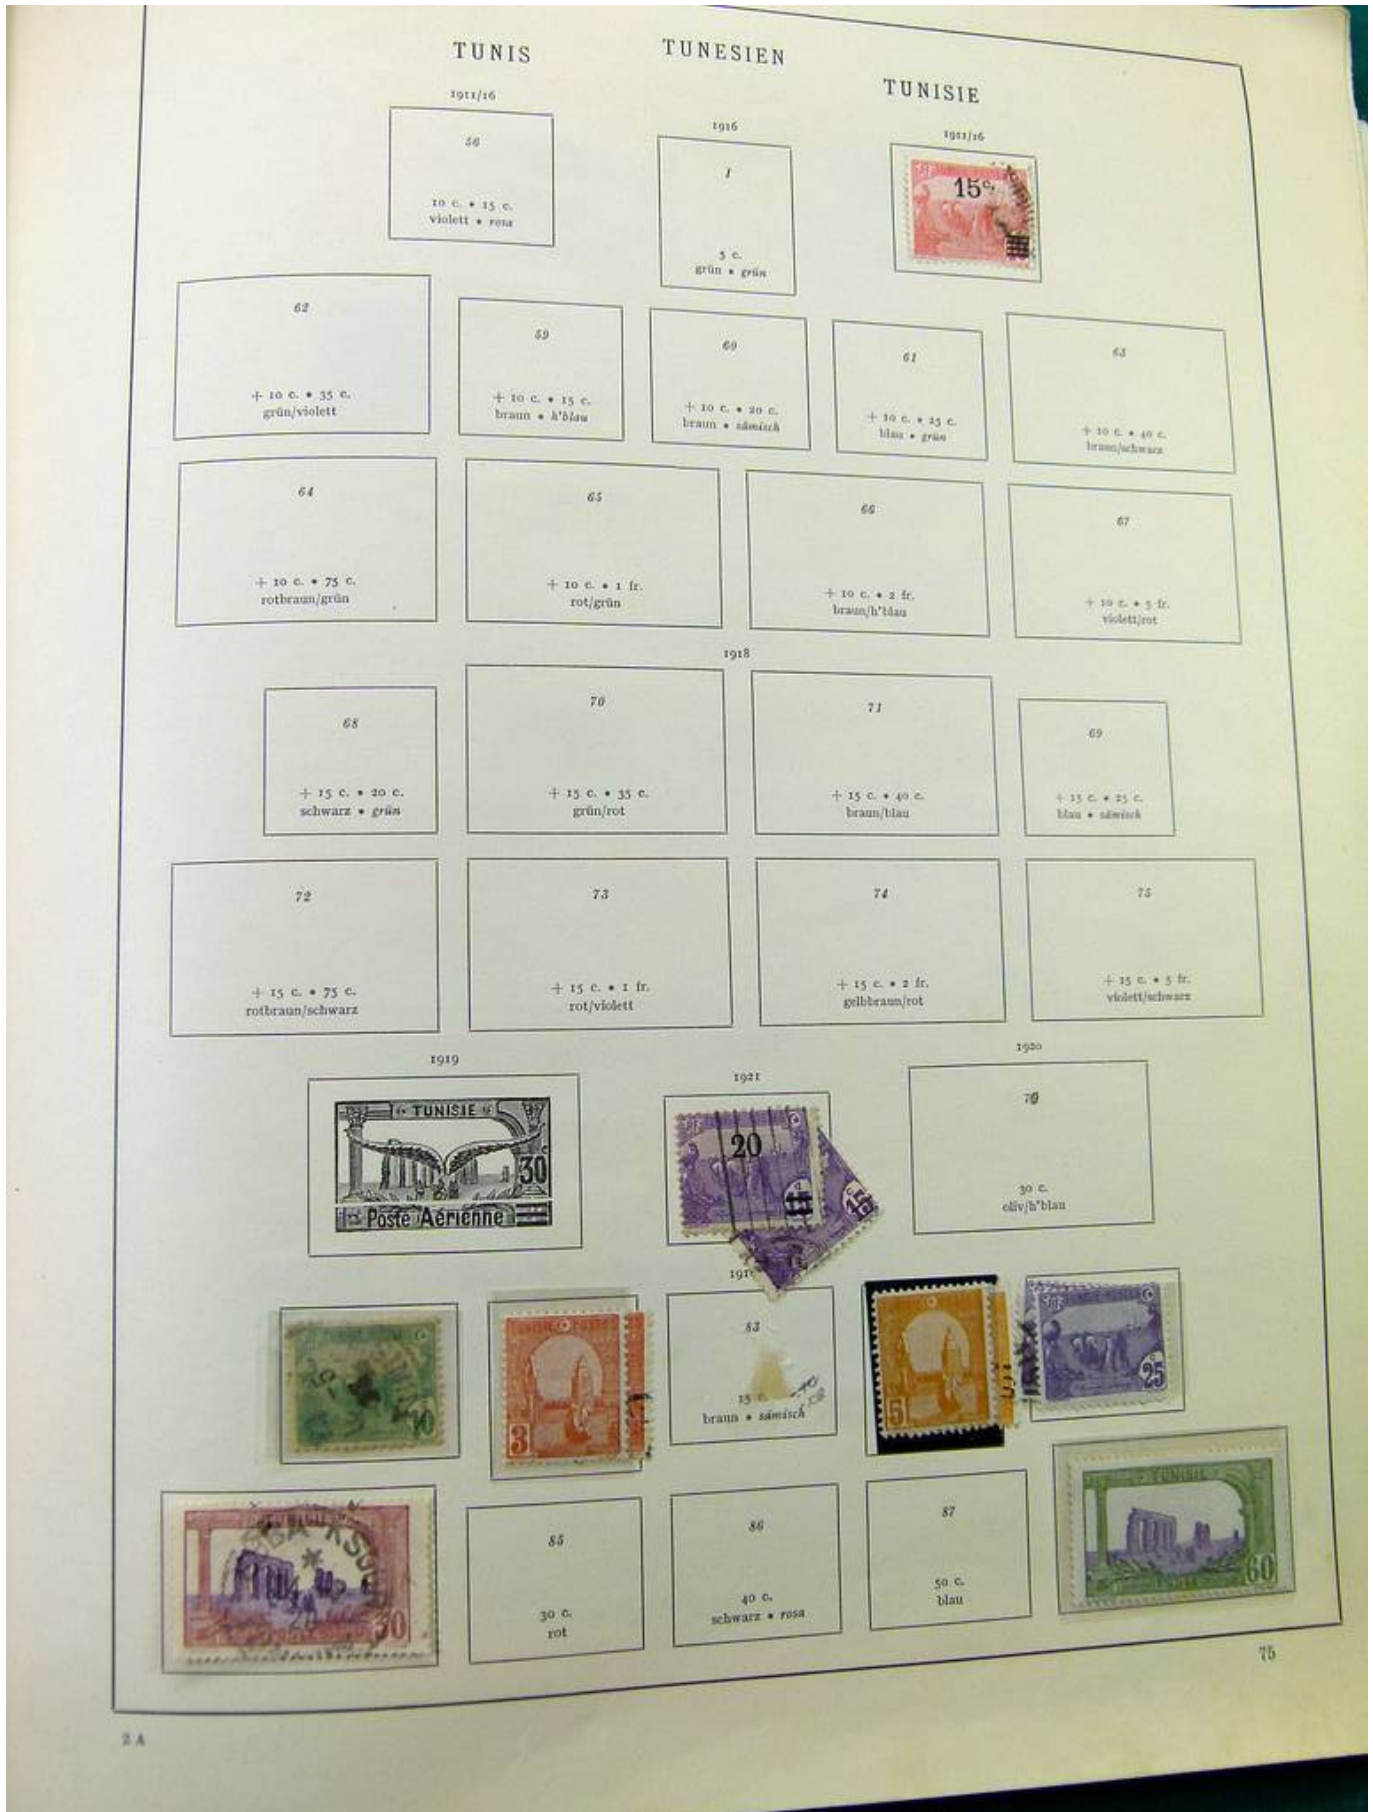 TUNIS
TUNESIEN
TUNISIE
1911/16
1916
1911/16
56
10 c. • 15 c.
violett • rosa
I
5 c.
grün • grün
15c.
62
+ 10 c. • 35 c.
grün/violett
59
+ 10 c. • 15 c.
braun • h'blau
60
+ 10 c. • 20 c.
braun • sämisch
61
+ 10 c. • 25 c.
blau • grün
63
+ 10 c. • 40 c.
braun/schwarz
64
+ 10 c. • 75 c.
rotbraun/grün
65
+ 10 c. • 1 fr.
rot/grün
66
+ 10 c. • 2 fr.
braun/h'blau
67
+ 10 c. • 5 fr.
violett/rot
1918
68
+ 15 c. • 20 c.
schwarz • grün
70
+ 15 c. • 35 c.
grün/rot
71
+ 15 c. • 40 c.
braun/blau
69
+ 15 c. • 25 c.
blau • sämisch
72
+ 15 c. • 75 c.
rotbraun/schwarz
73
+ 15 c. • 1 fr.
rot/violett
74
+ 15 c. • 2 fr.
gelbbraun/rot
75
+ 15 c. • 5 fr.
violett/schwarz
1919
1921
1920
TUNISIE
30
Poste Aérienne
20
15
30 c.
oliv/h'blau
10
TUNISIE POSTES
3
83
15 c.
braun • sämisch
5
25
30
85
30 c.
rot
86
40 c.
schwarz • rosa
87
50 c.
blau
TUNISIE
60
75
2 A